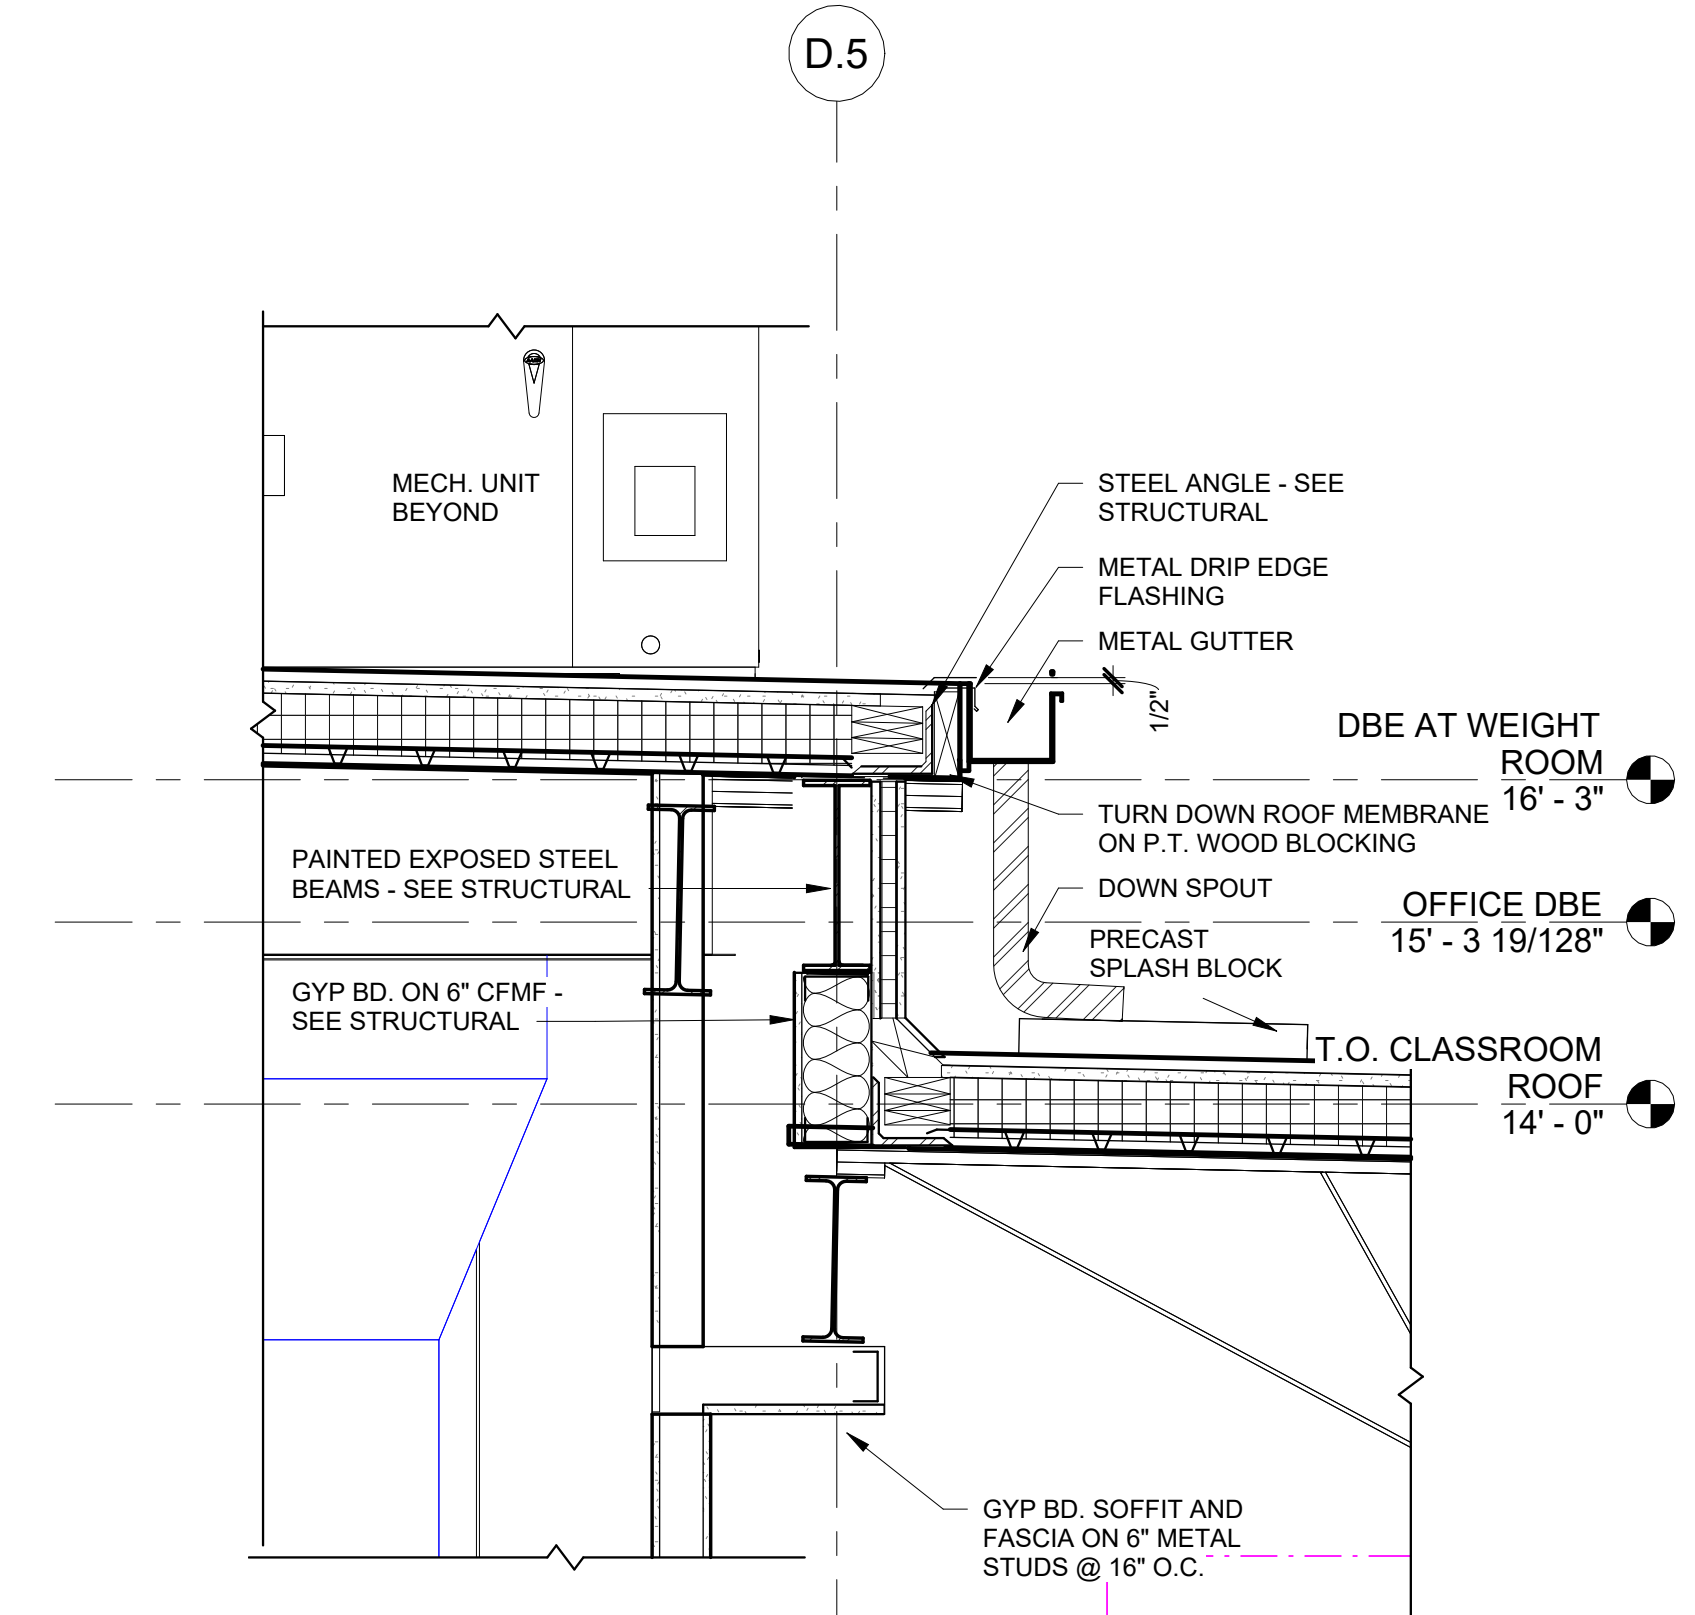 D.5
MECH. UNIT
BEYOND
STEEL ANGLE - SEE
STRUCTURAL
METAL DRIP EDGE
FLASHING
METAL GUTTER
1/2"
DBE AT WEIGHT
ROOM
16' - 3"
TURN DOWN ROOF MEMBRANE
ON P.T. WOOD BLOCKING
PAINTED EXPOSED STEEL
BEAMS - SEE STRUCTURAL
DOWN SPOUT
OFFICE DBE
15' - 3 19/128"
PRECAST
SPLASH BLOCK
GYP BD. ON 6" CFMF -
SEE STRUCTURAL
T.O. CLASSROOM
ROOF
14' - 0"
GYP BD. SOFFIT AND
FASCIA ON 6" METAL
STUDS @ 16" O.C.